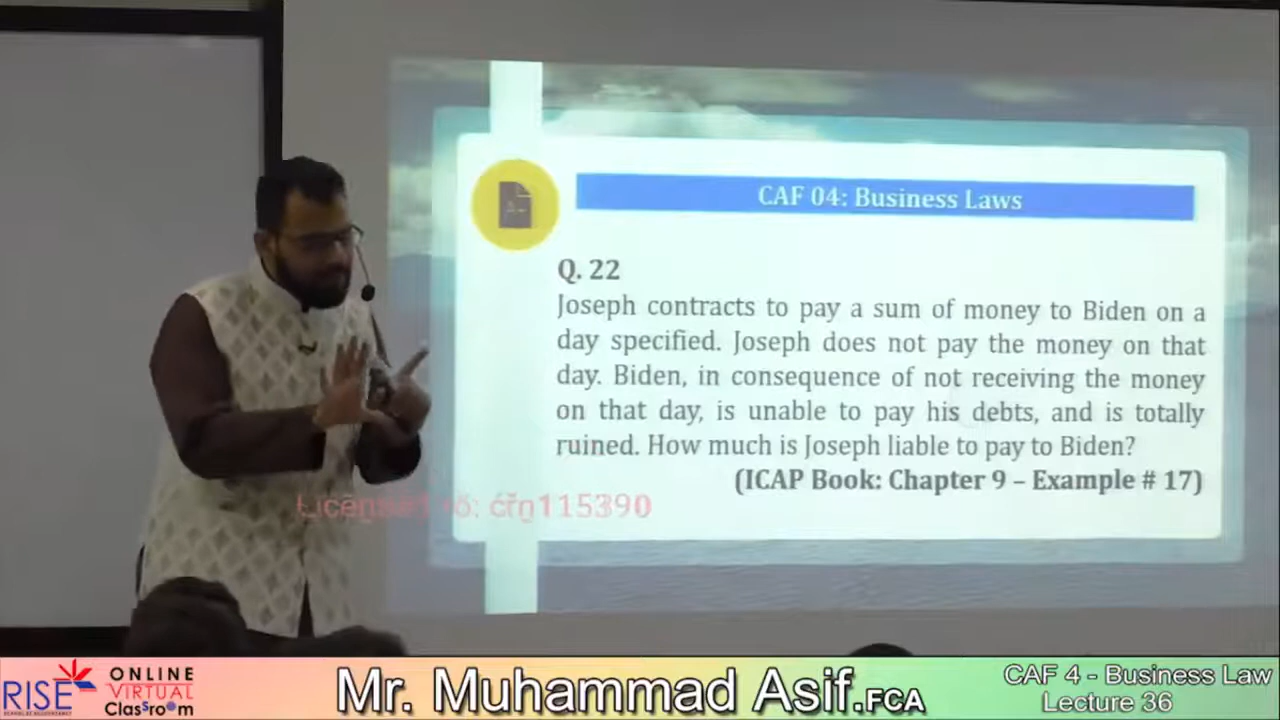 CAF 04: Business Laws
Q. 22
Joseph contracts to pay a sum of money to Biden on a
day specified. Joseph does not pay the money on that
day. Biden, in consequence of not receiving the money
on that day, is unable to pay his debts, and is totally
ruined. How much is Joseph liable to pay to Biden?
(ICAP Book: Chapter 9 – Example # 17)
115390
RISE
ONLINE
VIRTUAL
ClasSroom
Mr. Muhammad Asif.FCA
CAF 4 - Business Law
Lecture 36